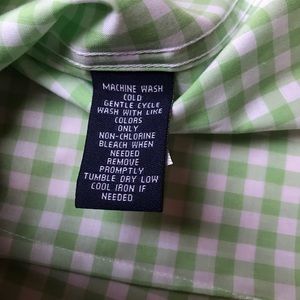 MACHINE WASH
COLD
GENTLE CYCLE
WASH WITH LIKE
COLORS
ONLY
NON-CHLORINE
BLEACH WHEN
NEEDED
REMOVE
PROMPTLY
TUMBLE DRY LOW
COOL IRON IF
NEEDED